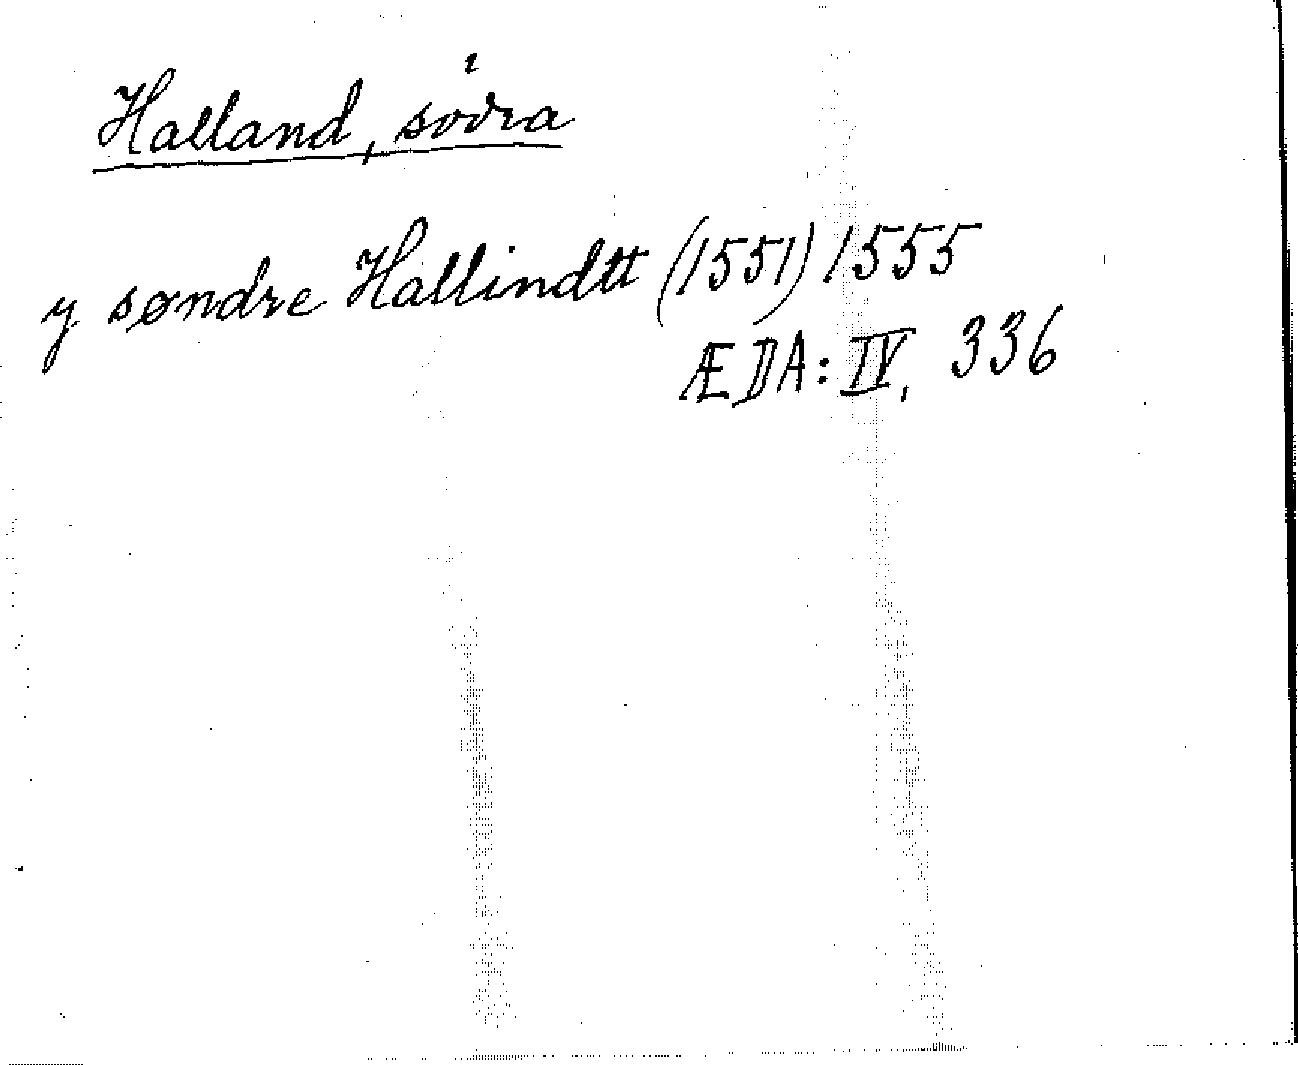 Halland, södra
y søndre Hallindtt (1551) 1555
ÆDA: IV, 336